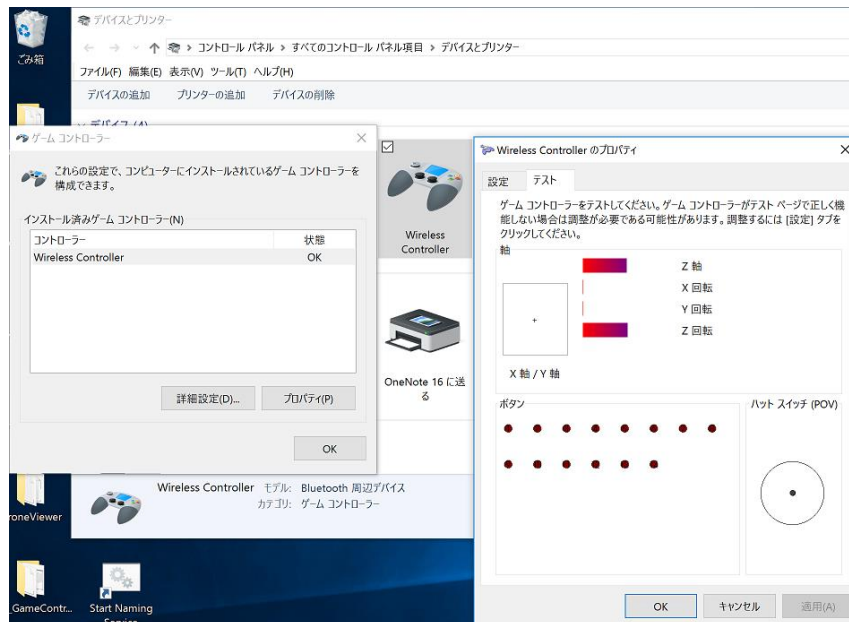 ごみ箱
デバイスとプリンター
コントロール パネル › すべてのコントロール パネル項目 › デバイスとプリンター
ファイル(F) 編集(E) 表示(V) ツール(T) ヘルプ(H)
デバイスの追加 プリンターの追加 デバイスの削除
デバイス (4)
ゲーム コントローラー
これらの設定で、コンピューターにインストールされているゲーム コントローラーを
構成できます。
インストール済みゲーム コントローラー(N)
コントローラー 状態
Wireless Controller OK
詳細設定(D)... プロパティ(P)
OK
Wireless
Controller
OneNote 16 に送
る
Wireless Controller モデル: Bluetooth 周辺デバイス
カテゴリ: ゲーム コントローラー
Wireless Controller のプロパティ
設定 テスト
ゲーム コントローラーをテストしてください。ゲーム コントローラーがテスト ページで正しく機
能しない場合は調整が必要である可能性があります。調整するには [設定] タブを
クリックしてください。
軸
Z 軸
X 回転
Y 回転
Z 回転
X 軸 / Y 軸
ボタン
ハット スイッチ (POV)
OK キャンセル 適用(A)
roneViewer
_GameContr...
Start Naming